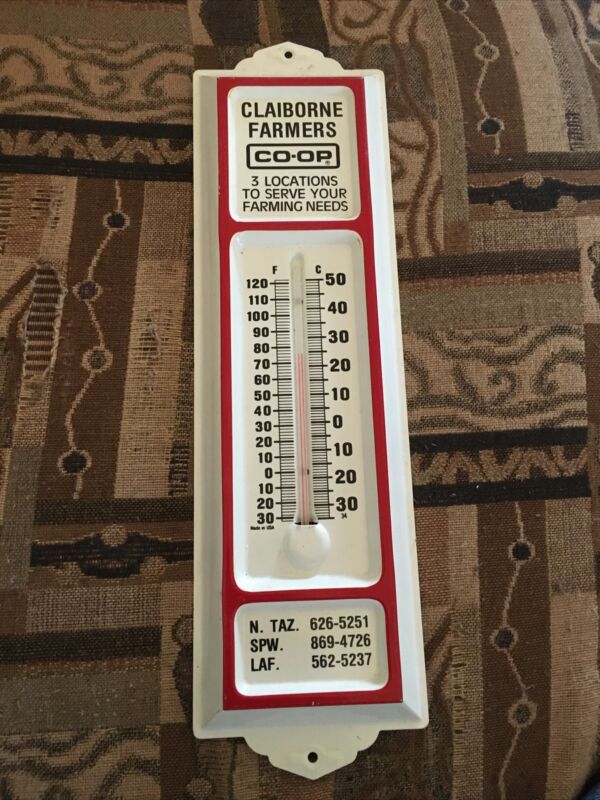 CLAIBORNE
FARMERS
CO-OP®
3 LOCATIONS
TO SERVE YOUR
FARMING NEEDS
F C
120 50
110
100 40
90
80 30
70 20
60
50 10
40
30 0
20
10 10
0
10 20
20
30 30
Made in USA 34
N. TAZ. 626-5251
SPW. 869-4726
LAF. 562-5237